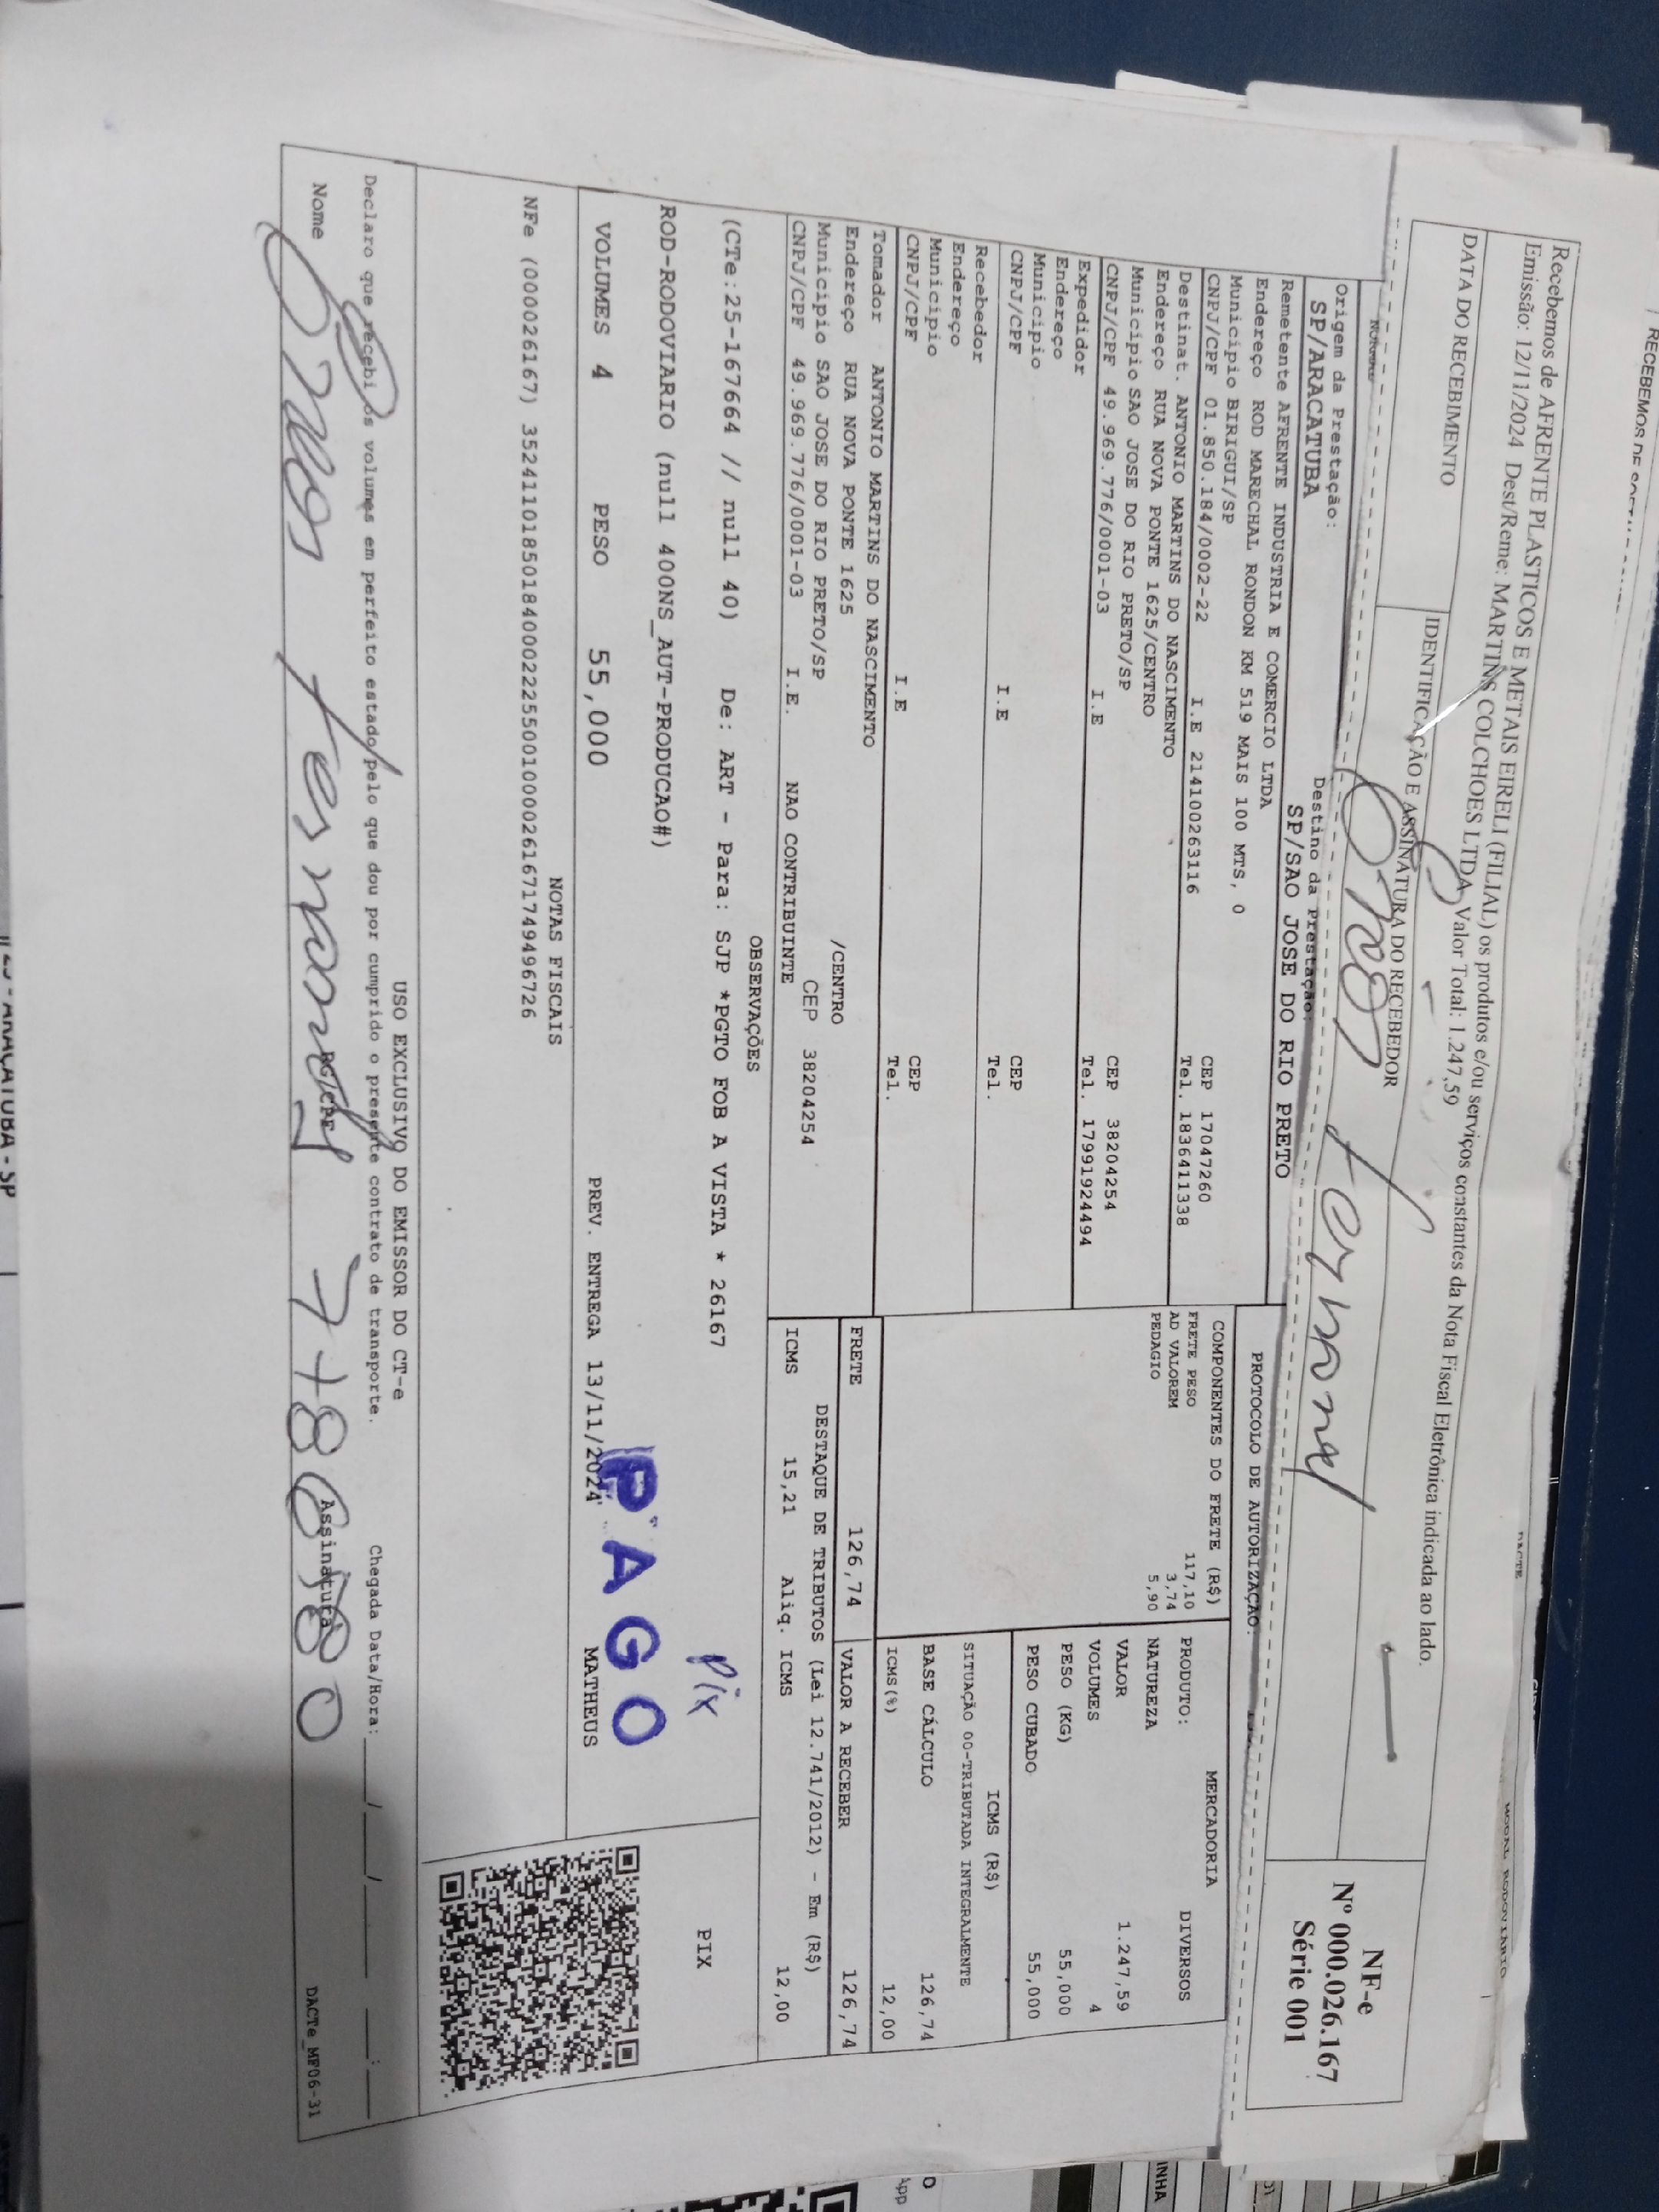 RECEBEMOS DE
Recebemos de AFRENTE PLASTICOS E METAIS EIRELI (FILIAL) os produtos e/ou serviços constantes da Nota Fiscal Eletrônica indicada ao lado.
Emissão: 12/11/2024 Dest/Reme: MARTINS COLCHOES LTDA Valor Total: 1.247,59
DATA DO RECEBIMENTO
IDENTIFICAÇÃO E ASSINATURA DO RECEBEDOR
NF-e
Nº 000.026.167
Série 001
Origem da Prestação:
SP/ARACATUBA
Destino da Prestação:
SP/SAO JOSE DO RIO PRETO
PROTOCOLO DE AUTORIZAÇÃO:
Remetente AFRENTE INDUSTRIA E COMERCIO LTDA
Endereço ROD MARECHAL RONDON KM 519 MAIS 100 MTS, 0
Municipio BIRIGUI/SP CEP 17047260
CNPJ/CPF 01.850.184/0002-22 I.E 214100263116 Tel. 1836411338
Destinat. ANTONIO MARTINS DO NASCIMENTO
Endereço RUA NOVA PONTE 1625/CENTRO
Municipio SAO JOSE DO RIO PRETO/SP CEP 38204254
CNPJ/CPF 49.969.776/0001-03 I.E Tel. 17991924494
Expedidor
Endereço
Municipio CEP
CNPJ/CPF I.E Tel.
Recebedor
Endereço
Municipio CEP
CNPJ/CPF I.E Tel.
Tomador ANTONIO MARTINS DO NASCIMENTO
Endereço RUA NOVA PONTE 1625 /CENTRO
Municipio SAO JOSE DO RIO PRETO/SP CEP 38204254
CNPJ/CPF 49.969.776/0001-03 I.E. NAO CONTRIBUINTE
COMPONENTES DO FRETE (R$)
FRETE PESO 117,10
AD VALOREM 3,74
PEDAGIO 5,90
MERCADORIA
PRODUTO: DIVERSOS
NATUREZA
VALOR 1.247,59
VOLUMES 4
PESO (KG) 55,000
PESO CUBADO 55,000
ICMS (R$)
SITUAÇÃO 00-TRIBUTADA INTEGRALMENTE
BASE CÁLCULO 126,74
ICMS(%) 12,00
FRETE 126,74 VALOR A RECEBER 126,74
DESTAQUE DE TRIBUTOS (Lei 12.741/2012) - Em (R$)
ICMS 15,21 Aliq. ICMS 12,00
OBSERVAÇÕES
(CTe:25-167664 // null 40) De: ART - Para: SJP *PGTO FOB A VISTA * 26167
ROD-RODOVIARIO (null 400NS_AUT-PRODUCAO#)
Pix
PIX
PAGO
VOLUMES 4 PESO 55,000 PREV. ENTREGA 13/11/2024 MATHEUS
NOTAS FISCAIS
NFe (000026167) 35241101850184000222550010000261671749496726
USO EXCLUSIVO DO EMISSOR DO CT-e
Declaro que recebi os volumes em perfeito estado pelo que dou por cumprido o presente contrato de transporte. Chegada Data/Hora: ____/____/____ ___:___
Nome RG/CPF Assinatura
DACTe_MF06-31